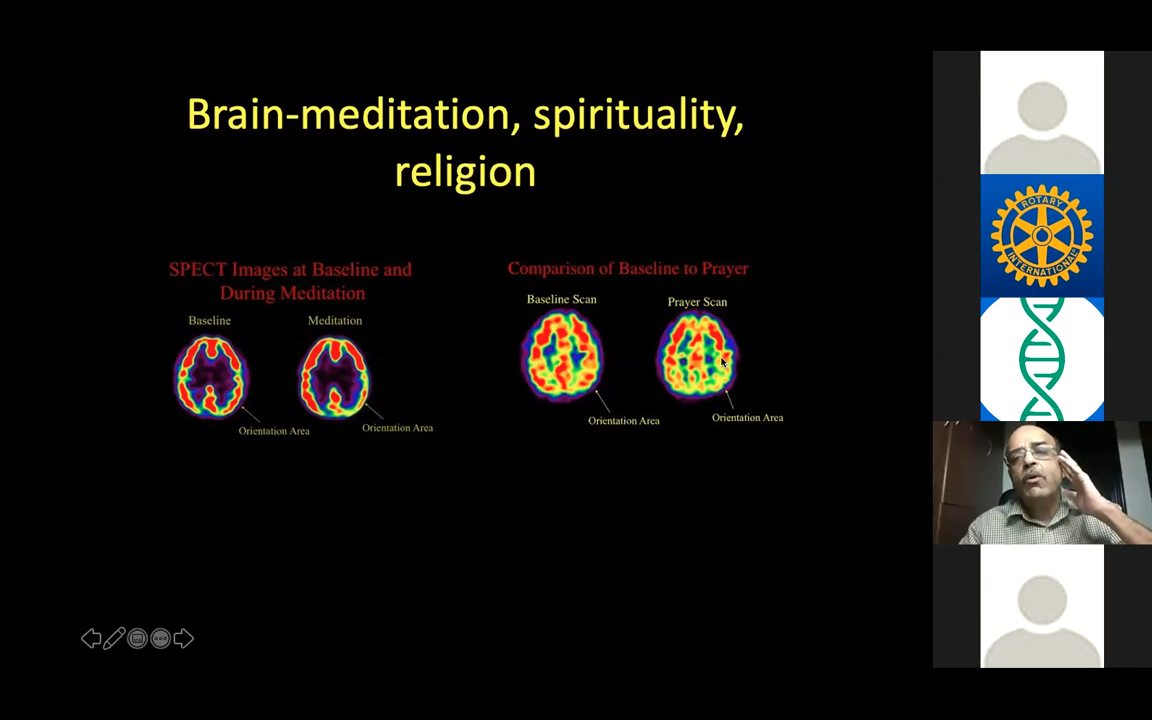 Brain-meditation, spirituality,
religion
SPECT Images at Baseline and
During Meditation
Baseline
Meditation
Orientation Area
Orientation Area
Comparison of Baseline to Prayer
Baseline Scan
Prayer Scan
Orientation Area
Orientation Area
ROTARY
INTERNATIONAL